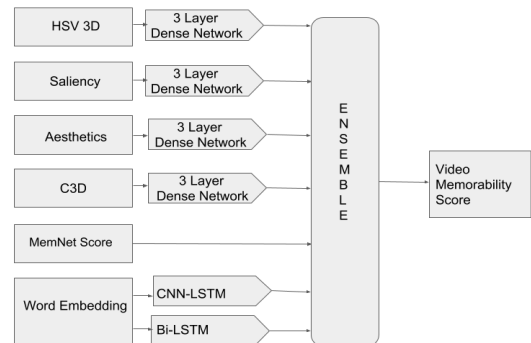 HSV 3D
3 Layer
Dense Network
Saliency
3 Layer
Dense Network
Aesthetics
3 Layer
Dense Network
C3D
3 Layer
Dense Network
MemNet Score
Word Embedding
CNN-LSTM
Bi-LSTM
E
N
S
E
M
B
L
E
Video
Memorability
Score